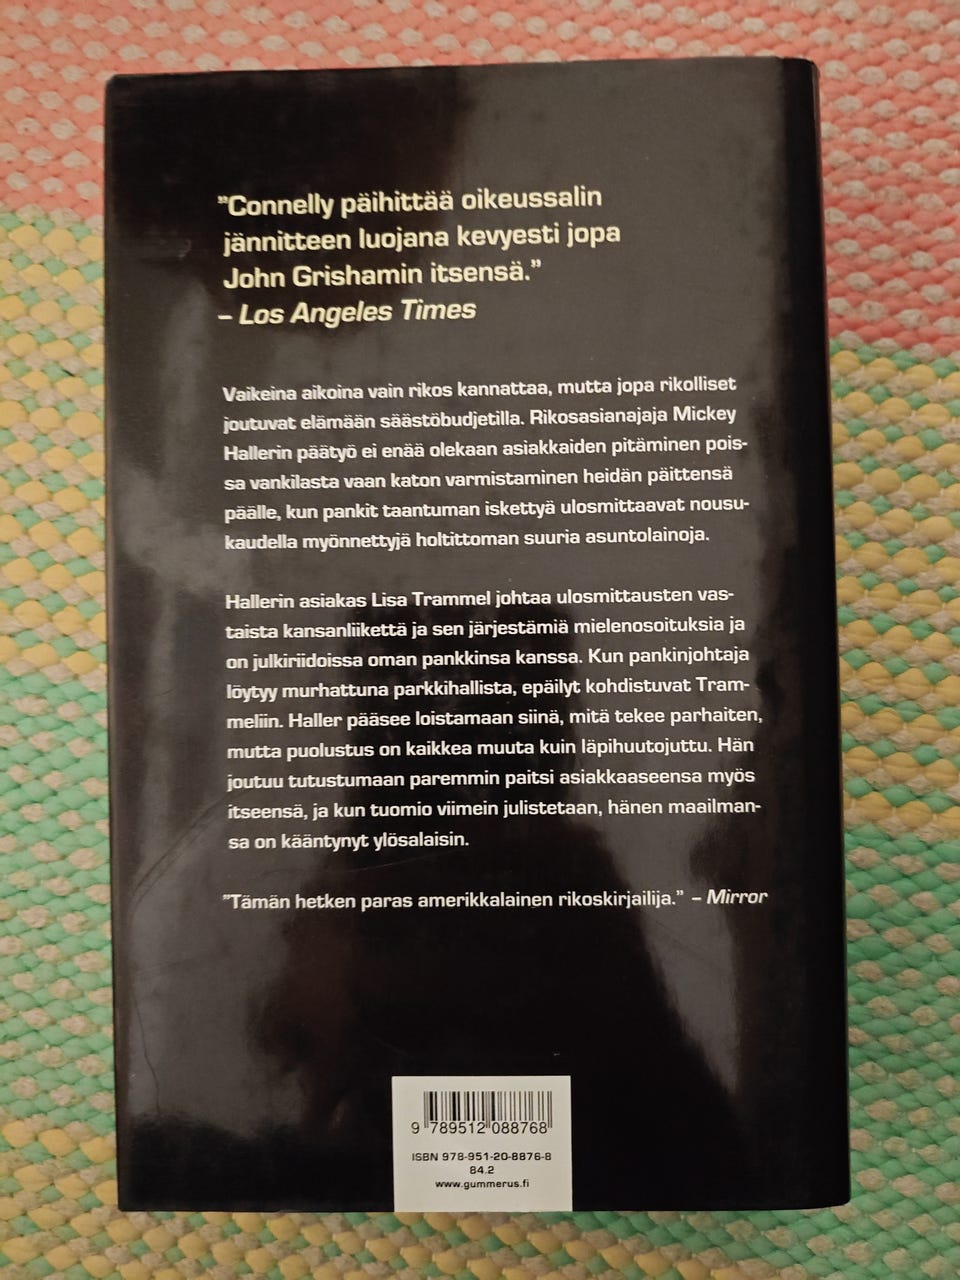 ”Connelly päihittää oikeussalin
jännitteen luojana kevyesti jopa
John Grishamin itsensä.”
– Los Angeles Times
Vaikeina aikoina vain rikos kannattaa, mutta jopa rikolliset
joutuvat elämään säästöbudjetilla. Rikosasianajaja Mickey
Hallerin päätyö ei enää olekaan asiakkaiden pitäminen pois-
sa vankilasta vaan katon varmistaminen heidän päittensä
päälle, kun pankit taantuman iskettyä ulosmittaavat nousu-
kaudella myönnettyjä holtittoman suuria asuntolainoja.
Hallerin asiakas Lisa Trammel johtaa ulosmittausten vas-
taista kansanliikettä ja sen järjestämiä mielenosoituksia ja
on julkiriidoissa oman pankkinsa kanssa. Kun pankinjohtaja
löytyy murhattuna parkkihallista, epäilyt kohdistuvat Tram-
meliin. Haller pääsee loistamaan siinä, mitä tekee parhaiten,
mutta puolustus on kaikkea muuta kuin läpihuutojuttu. Hän
joutuu tutustumaan paremmin paitsi asiakkaaseensa myös
itseensä, ja kun tuomio viimein julistetaan, hänen maailman-
sa on kääntynyt ylösalaisin.
”Tämän hetken paras amerikkalainen rikoskirjailija.” – Mirror
9 789512 088768
ISBN 978-951-20-8876-8
84.2
www.gummerus.fi